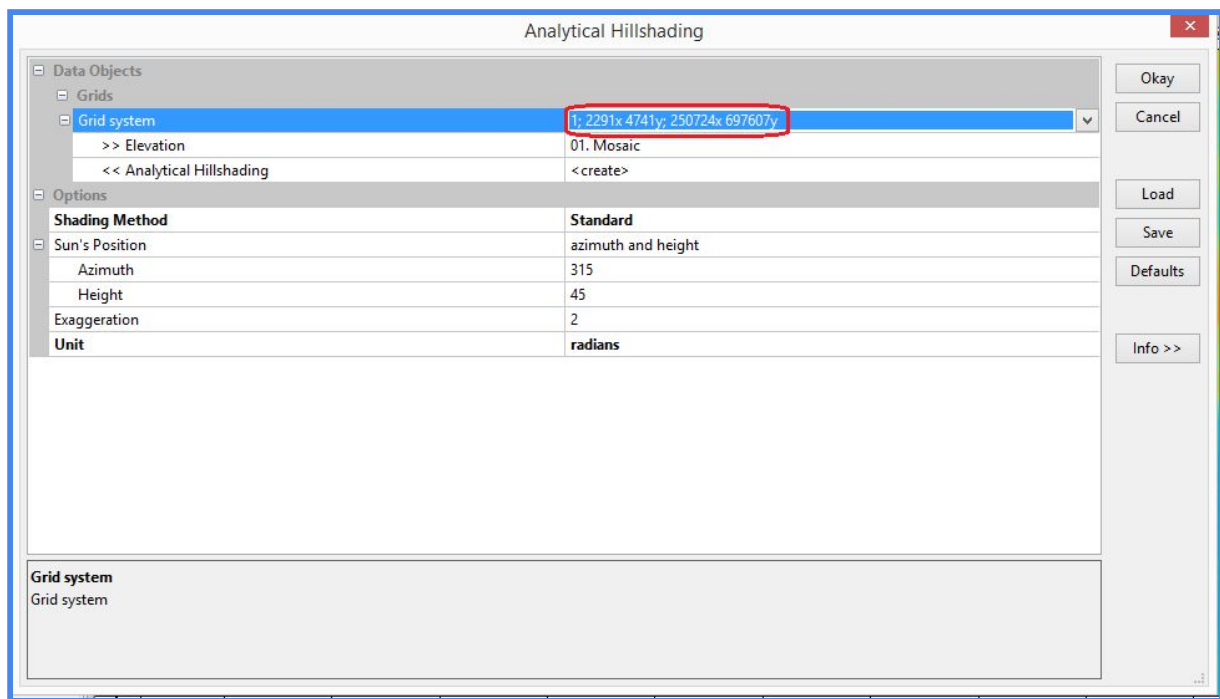 Analytical Hillshading
Data Objects
Grids
Grid system 1; 2291x 4741y; 250724x 697607y
>> Elevation 01. Mosaic
<< Analytical Hillshading <create>
Options
Shading Method Standard
Sun's Position azimuth and height
Azimuth 315
Height 45
Exaggeration 2
Unit radians
Okay
Cancel
Load
Save
Defaults
Info >>
Grid system
Grid system